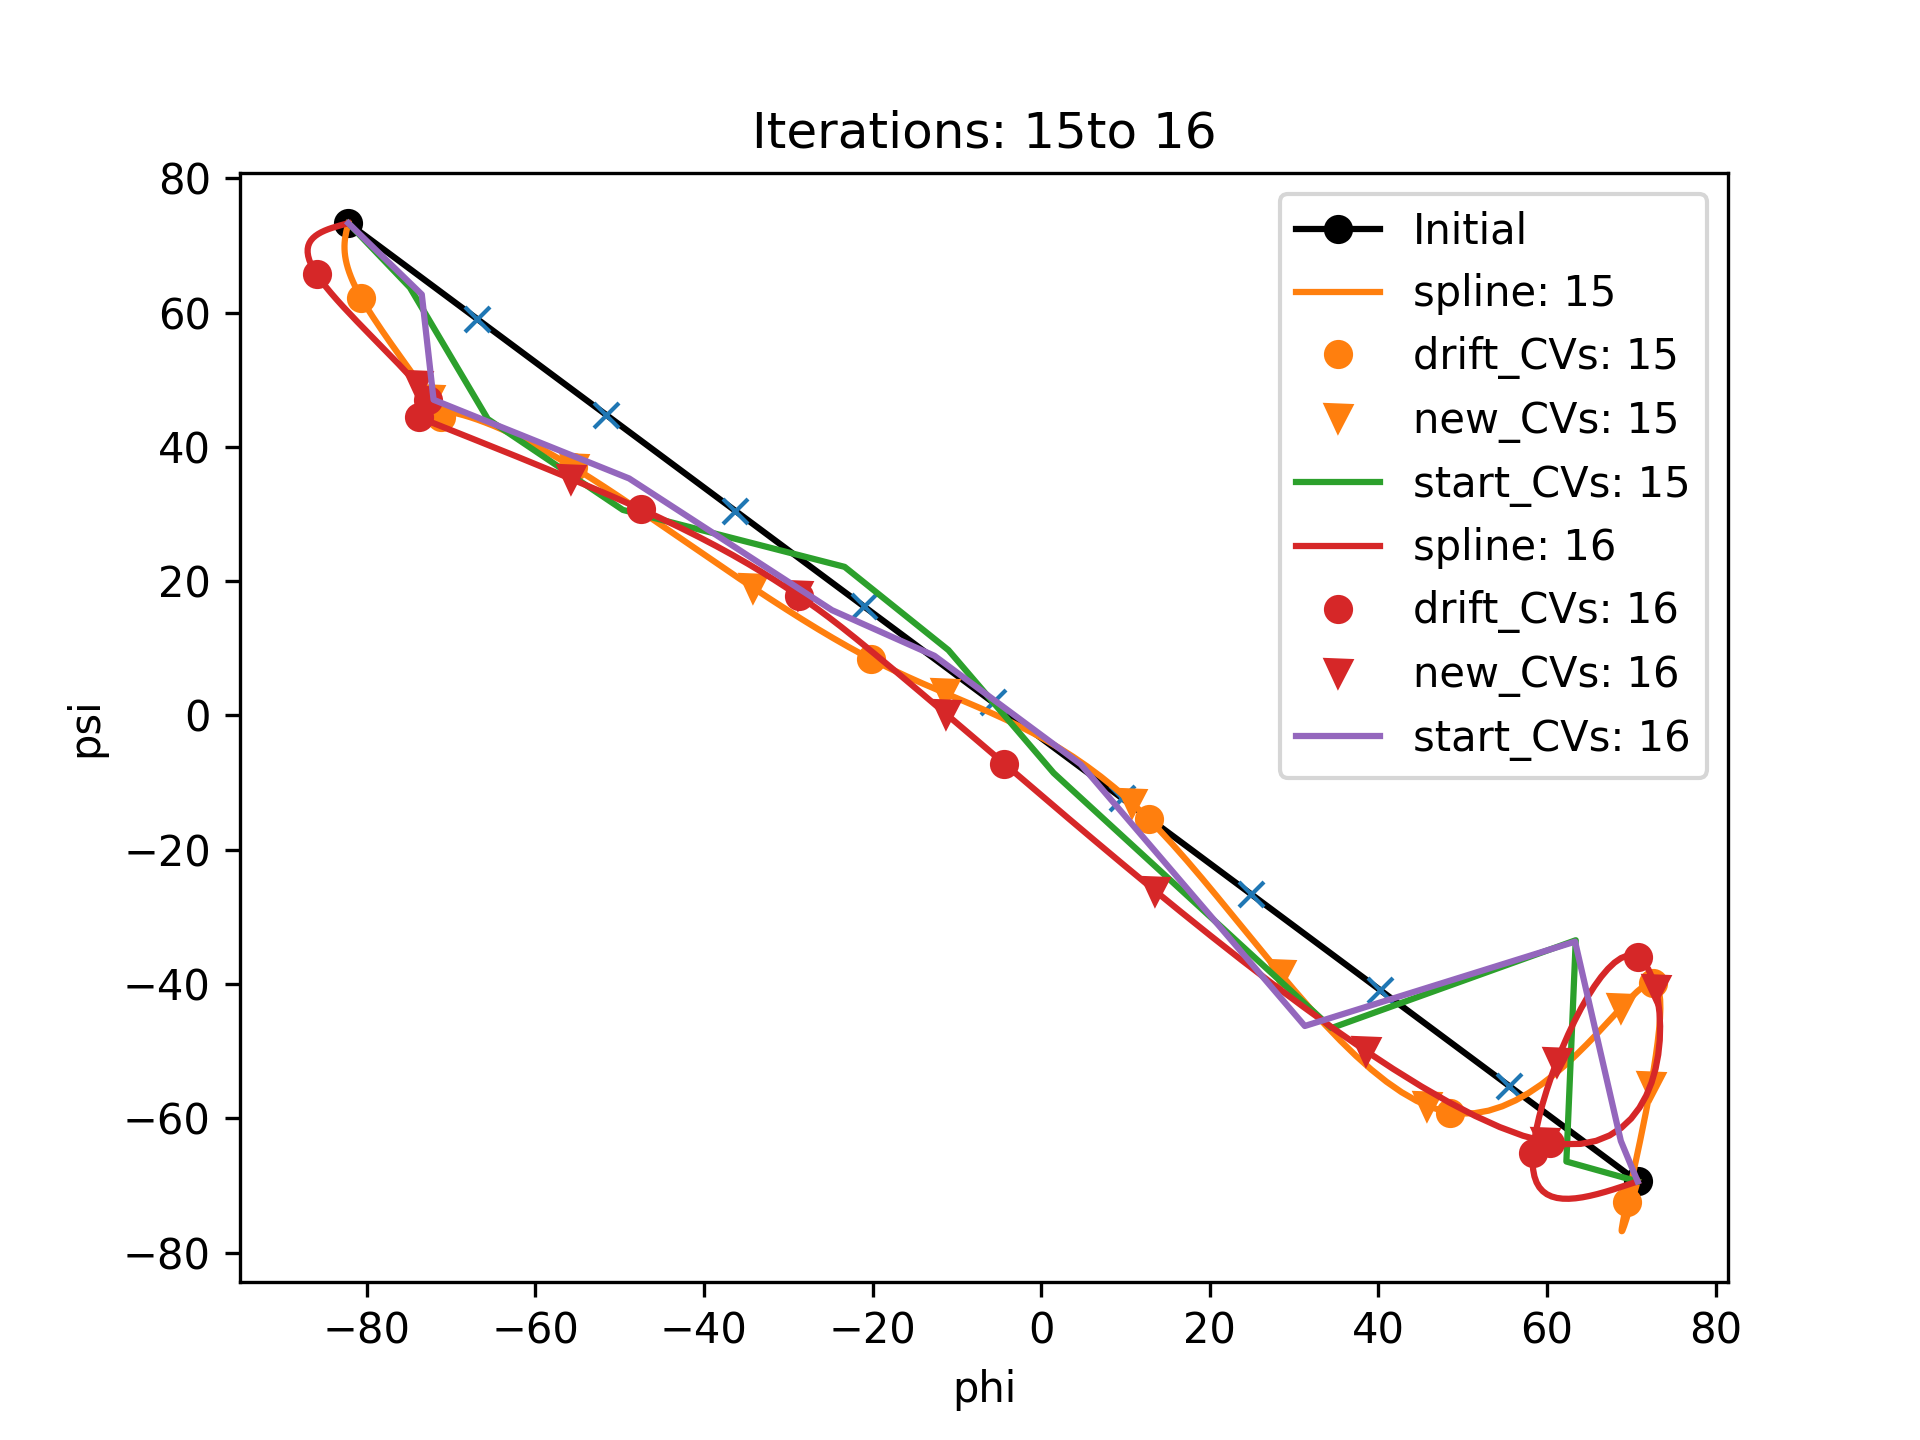 Iterations: 15to 16
80
60
40
20
0
−20
−40
−60
−80
psi
Initial
spline: 15
drift_CVs: 15
new_CVs: 15
start_CVs: 15
spline: 16
drift_CVs: 16
new_CVs: 16
start_CVs: 16
−80 −60 −40 −20 0 20 40 60 80
phi